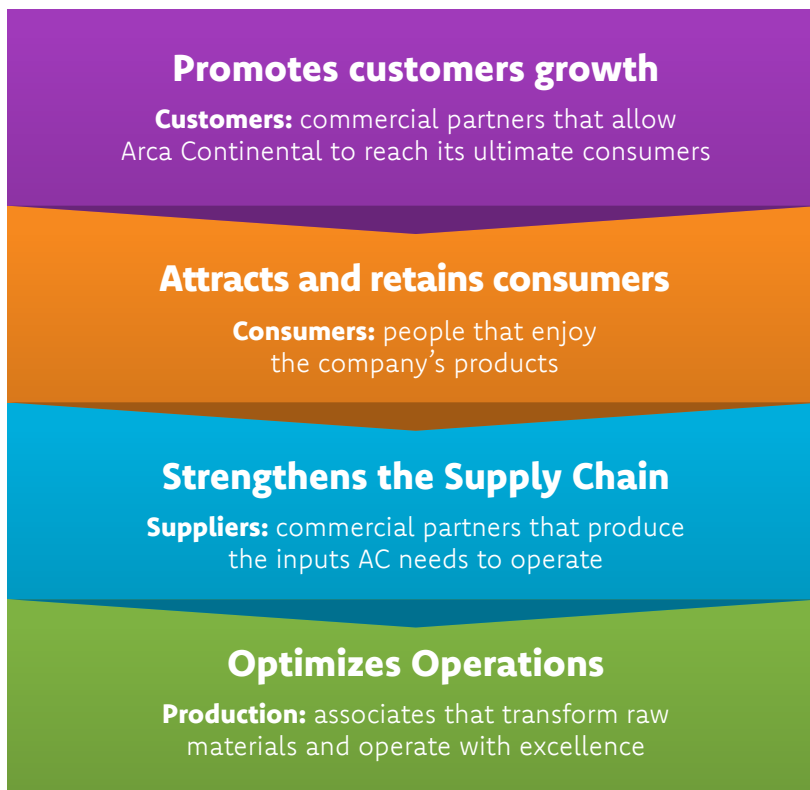 Promotes customers growth
Customers: commercial partners that allow
Arca Continental to reach its ultimate consumers
Attracts and retains consumers
Consumers: people that enjoy
the company’s products
Strengthens the Supply Chain
Suppliers: commercial partners that produce
the inputs AC needs to operate
Optimizes Operations
Production: associates that transform raw
materials and operate with excellence